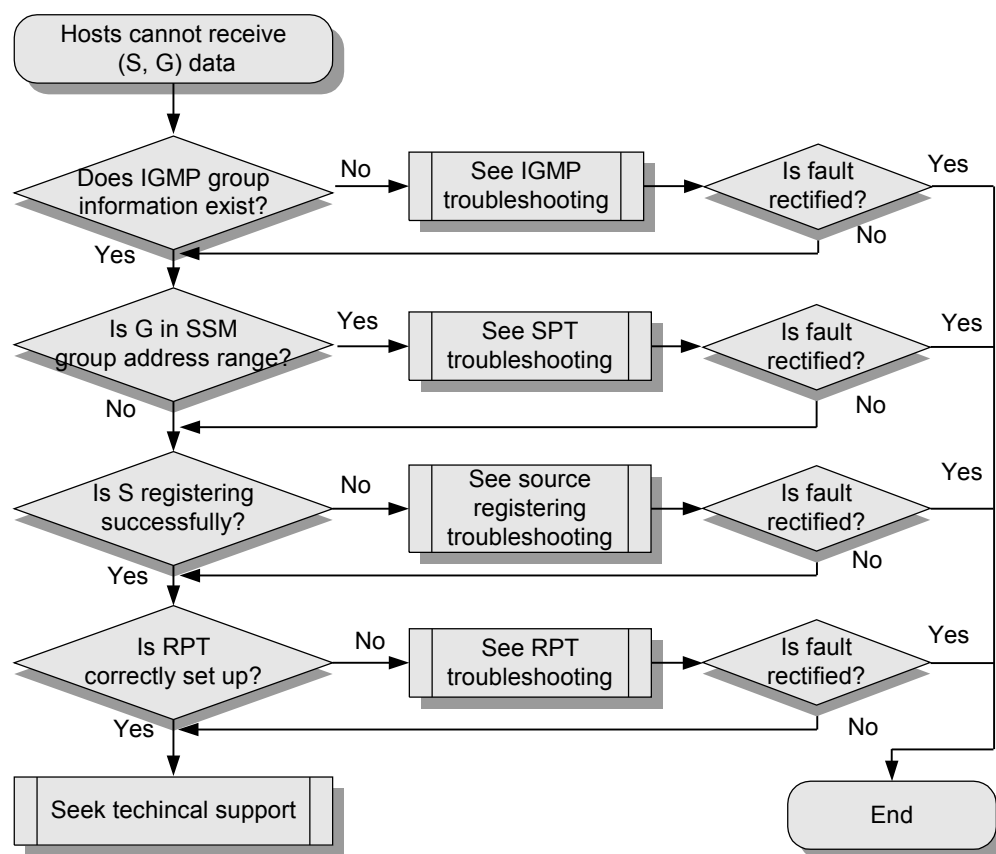 Hosts cannot receive
(S, G) data
Does IGMP group
information exist?
No
See IGMP
troubleshooting
Is fault
rectified?
Yes
No
Yes
Is G in SSM
group address range?
Yes
See SPT
troubleshooting
Is fault
rectified?
Yes
No
No
Is S registering
successfully?
No
See source
registering
troubleshooting
Is fault
rectified?
Yes
No
Yes
Is RPT
correctly set up?
No
See RPT
troubleshooting
Is fault
rectified?
Yes
No
Yes
Seek techincal support
End